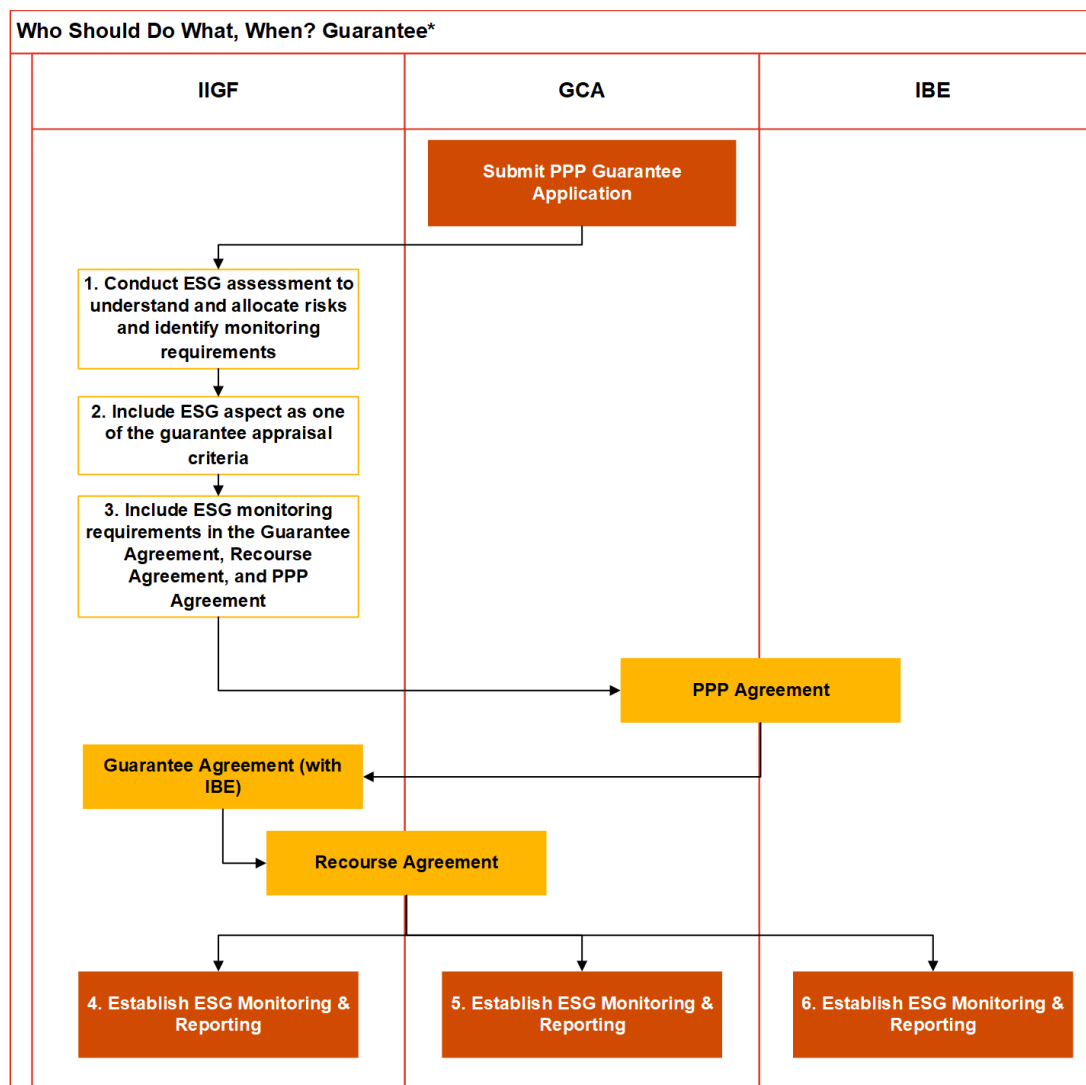 Who Should Do What, When? Guarantee*
IIGF
GCA
IBE
Submit PPP Guarantee
Application
1. Conduct ESG assessment to
understand and allocate risks
and identify monitoring
requirements
2. Include ESG aspect as one
of the guarantee appraisal
criteria
3. Include ESG monitoring
requirements in the Guarantee
Agreement, Recourse
Agreement, and PPP
Agreement
PPP Agreement
Guarantee Agreement (with
IBE)
Recourse Agreement
4. Establish ESG Monitoring &
Reporting
5. Establish ESG Monitoring &
Reporting
6. Establish ESG Monitoring &
Reporting